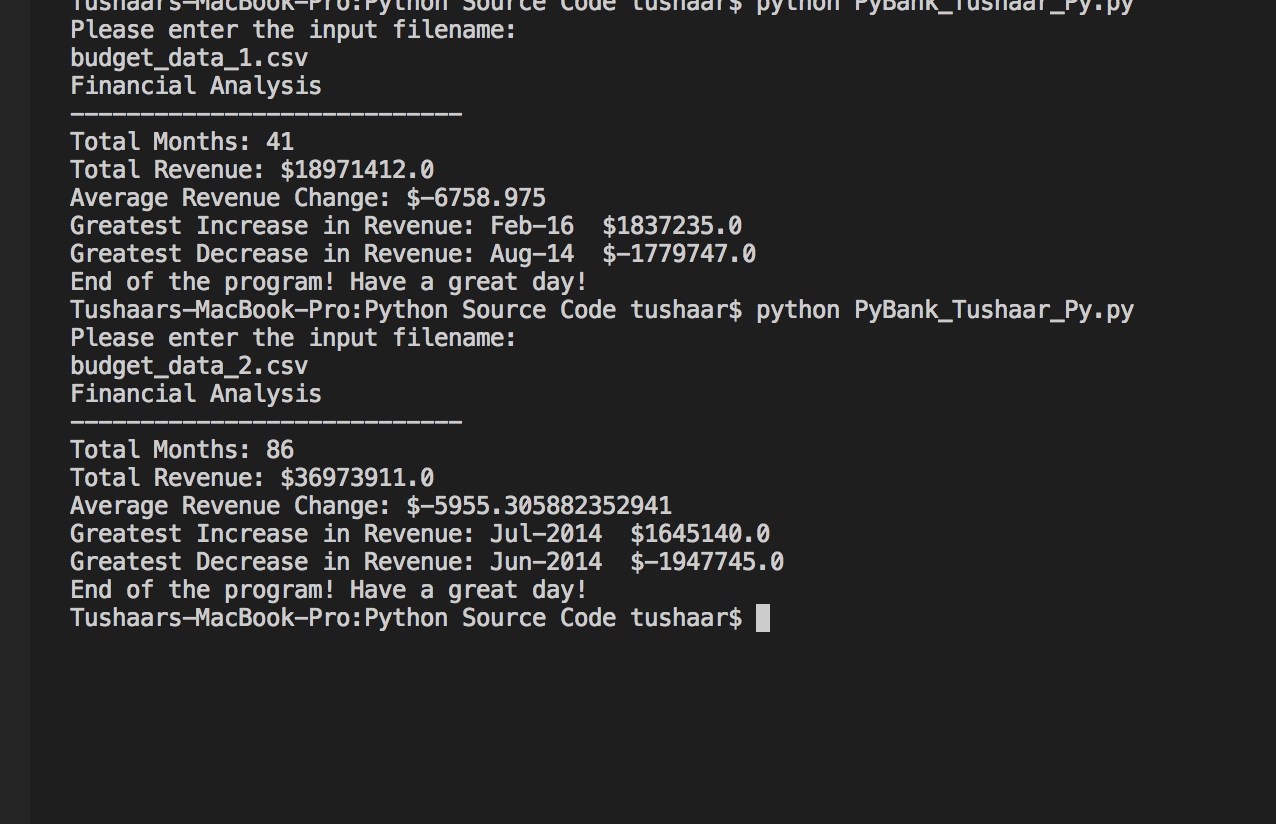 Tushaars-MacBook-Pro:Python Source Code tushaar$ python PyBank_Tushaar_Py.py
Please enter the input filename:
budget_data_1.csv
Financial Analysis
----------------------------
Total Months: 41
Total Revenue: $18971412.0
Average Revenue Change: $-6758.975
Greatest Increase in Revenue: Feb-16  $1837235.0
Greatest Decrease in Revenue: Aug-14  $-1779747.0
End of the program! Have a great day!
Tushaars-MacBook-Pro:Python Source Code tushaar$ python PyBank_Tushaar_Py.py
Please enter the input filename:
budget_data_2.csv
Financial Analysis
----------------------------
Total Months: 86
Total Revenue: $36973911.0
Average Revenue Change: $-5955.305882352941
Greatest Increase in Revenue: Jul-2014  $1645140.0
Greatest Decrease in Revenue: Jun-2014  $-1947745.0
End of the program! Have a great day!
Tushaars-MacBook-Pro:Python Source Code tushaar$